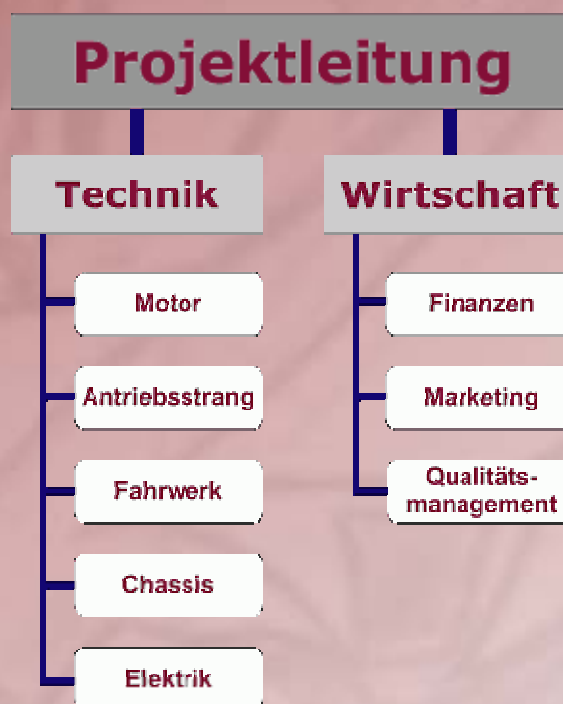 Projektleitung
Technik
Motor
Antriebsstrang
Fahrwerk
Chassis
Elektrik
Wirtschaft
Finanzen
Marketing
Qualitäts-
management